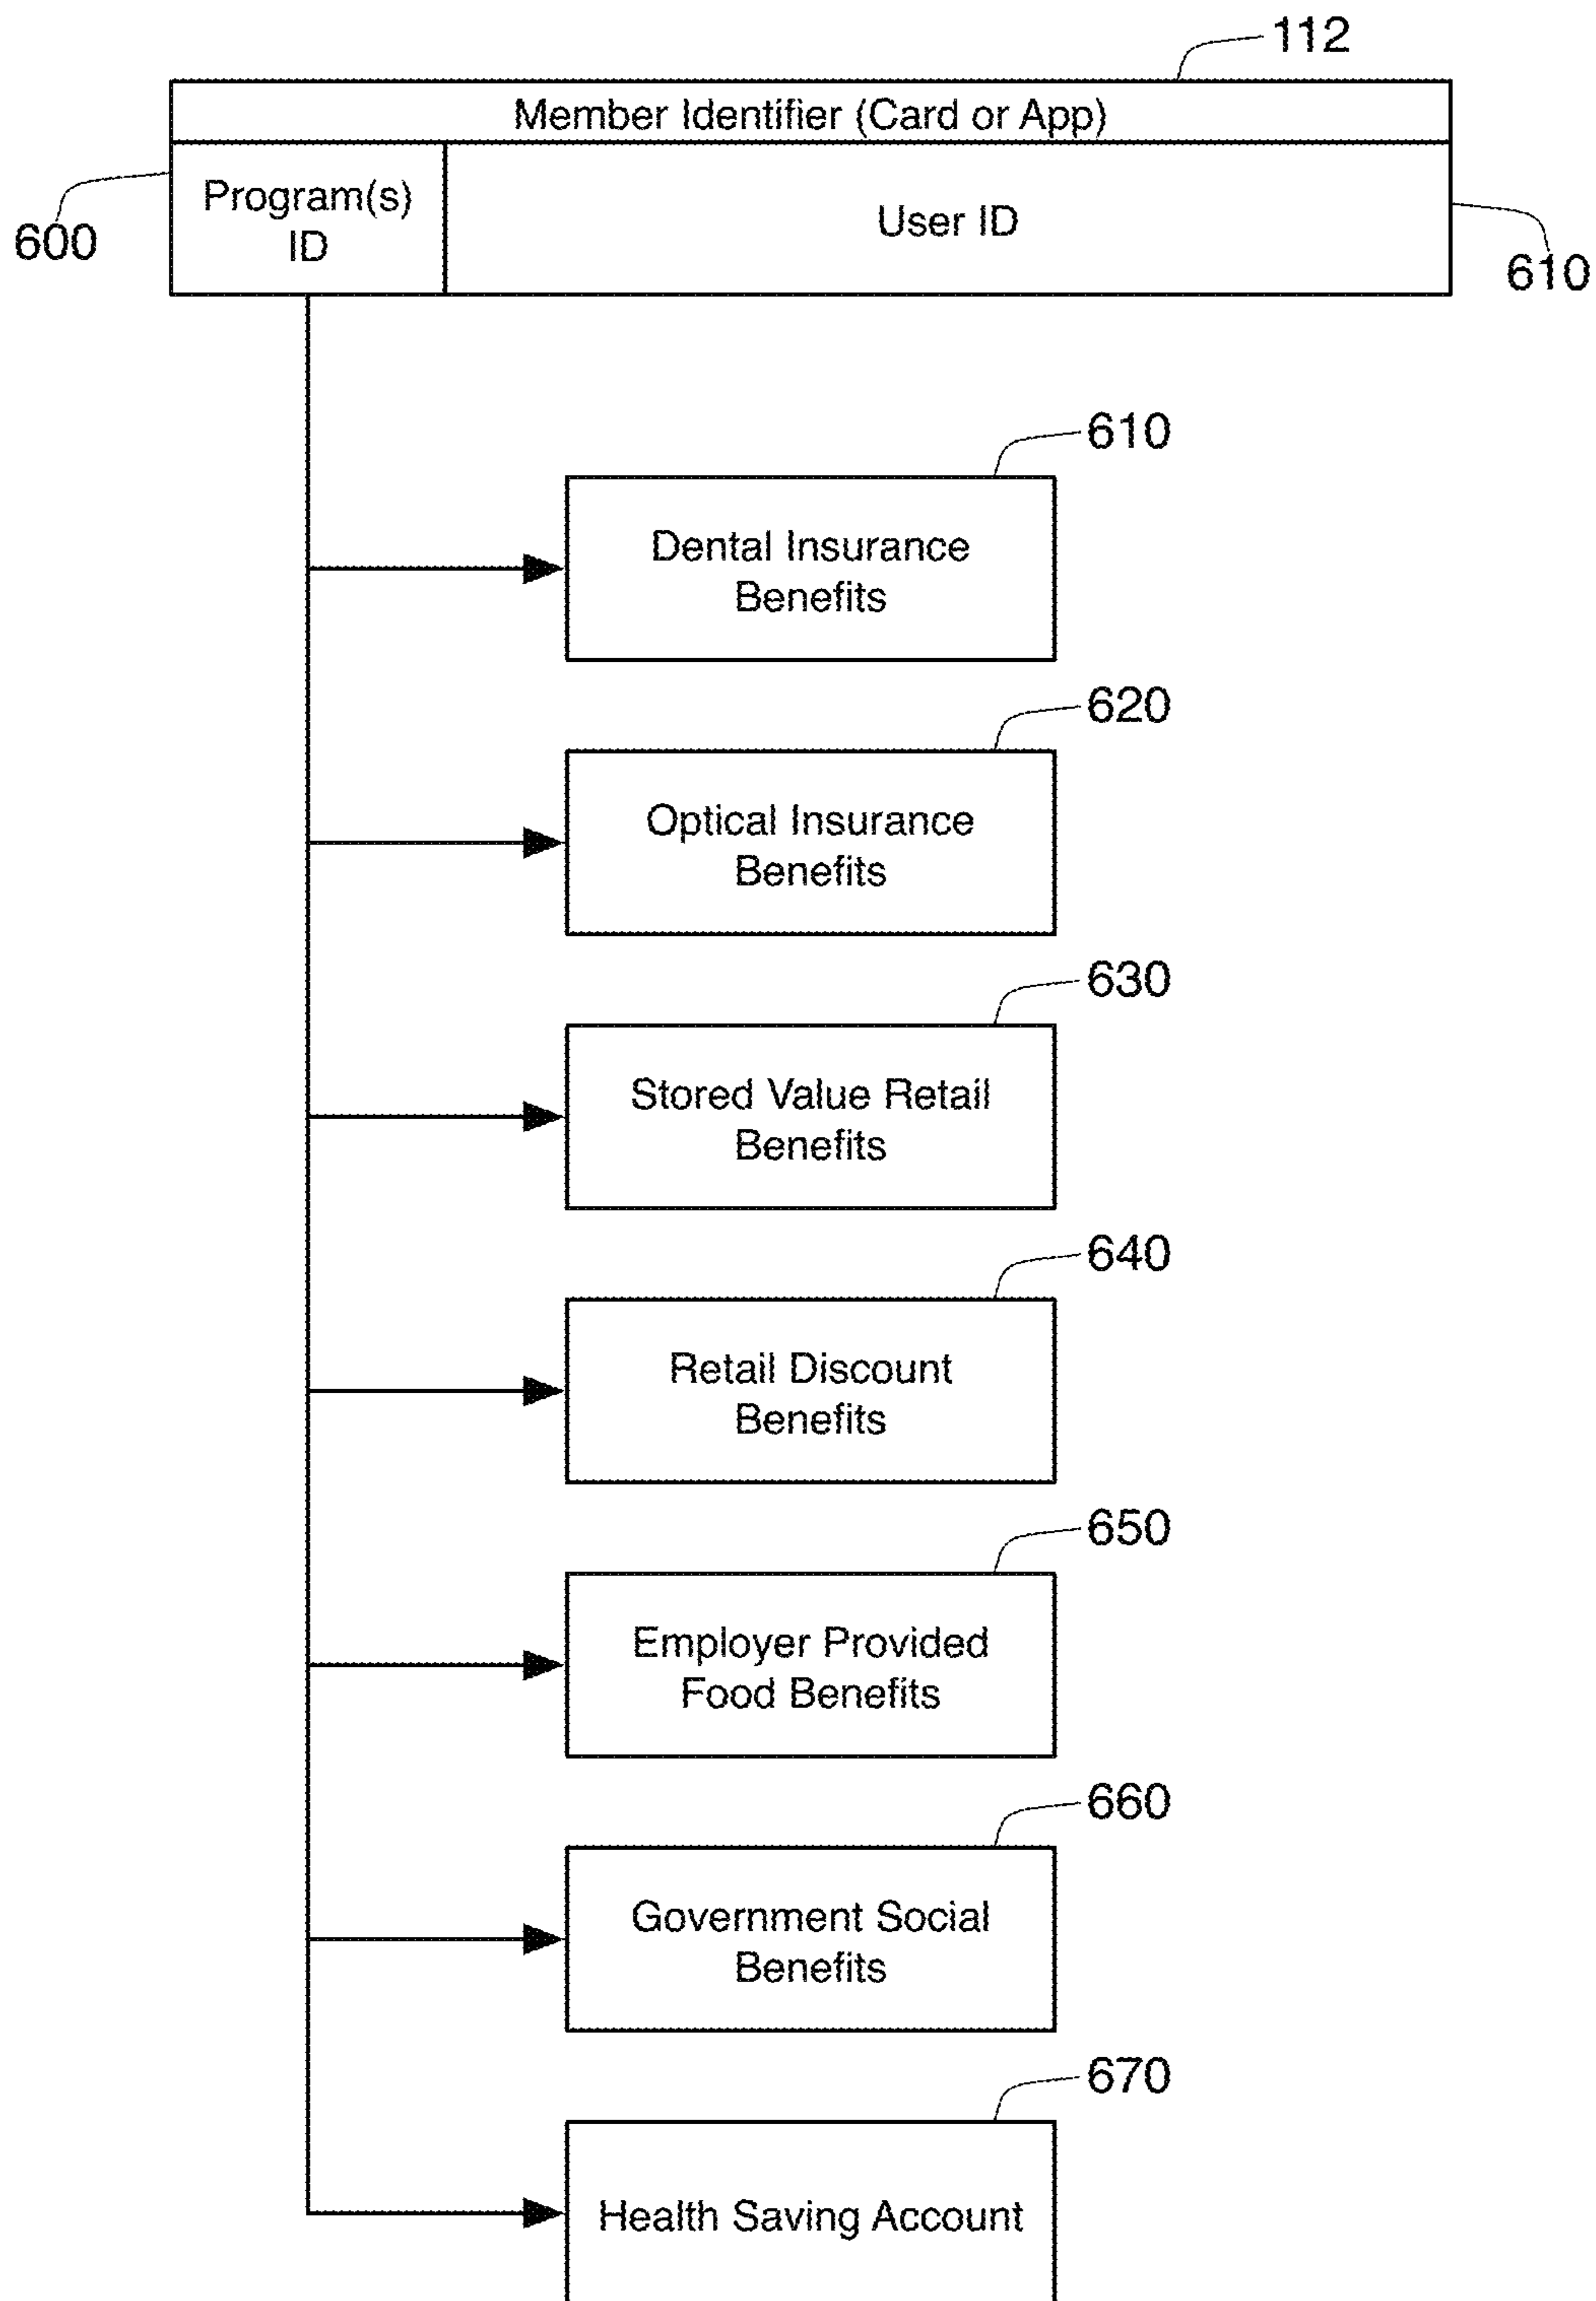 112
Member Identifier (Card or App)
600
Program(s)
ID
User ID
610
610
Dental Insurance
Benefits
620
Optical Insurance
Benefits
630
Stored Value Retail
Benefits
640
Retail Discount
Benefits
650
Employer Provided
Food Benefits
660
Government Social
Benefits
670
Health Saving Account